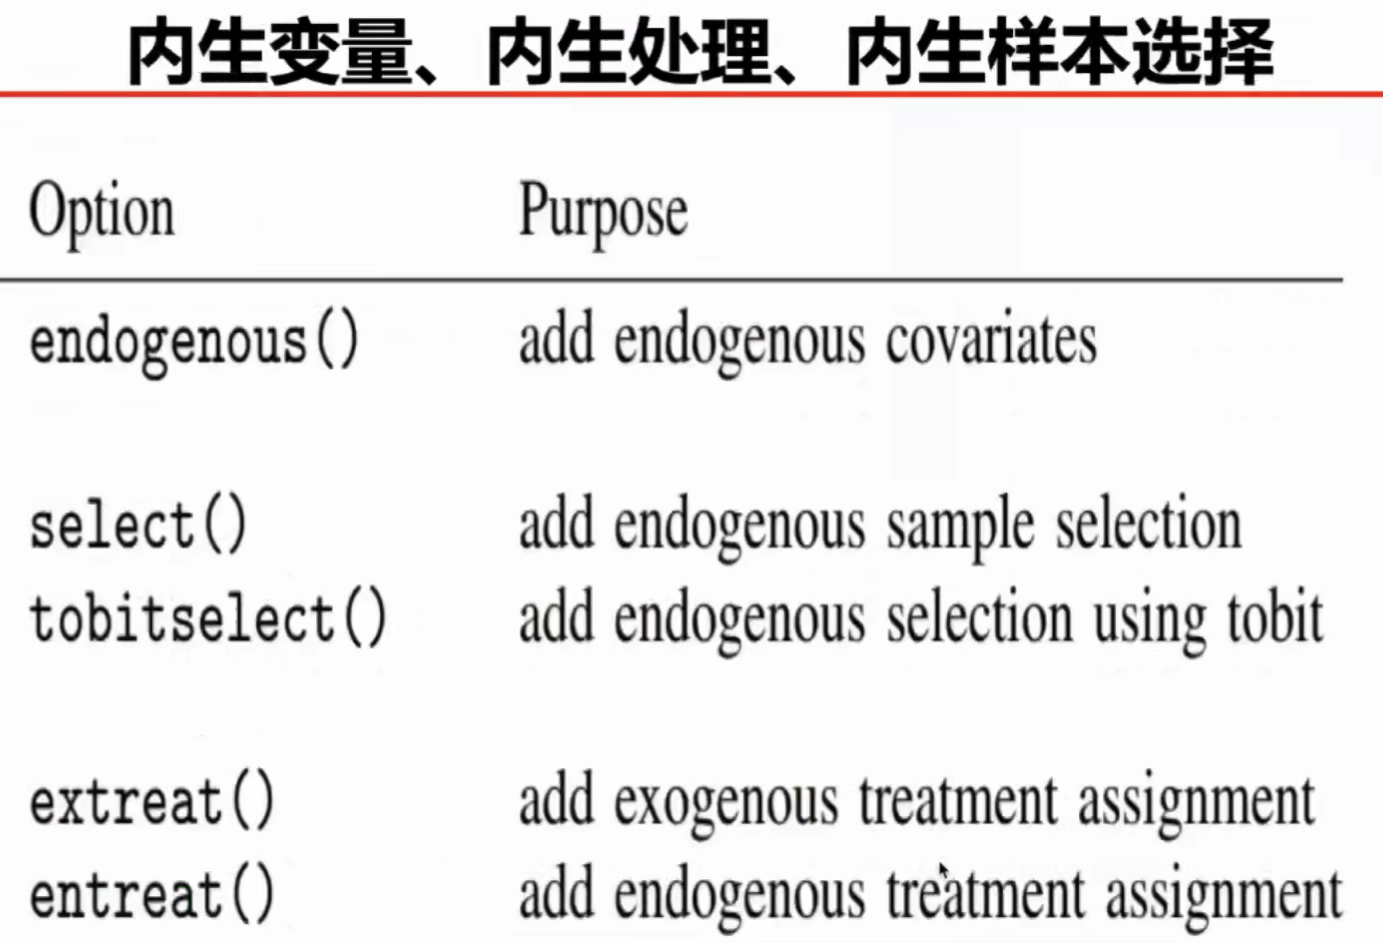 内生变量、内生处理、内生样本选择
Option Purpose
endogenous() add endogenous covariates
select() add endogenous sample selection
tobitselect() add endogenous selection using tobit
extreat() add exogenous treatment assignment
entreat() add endogenous treatment assignment